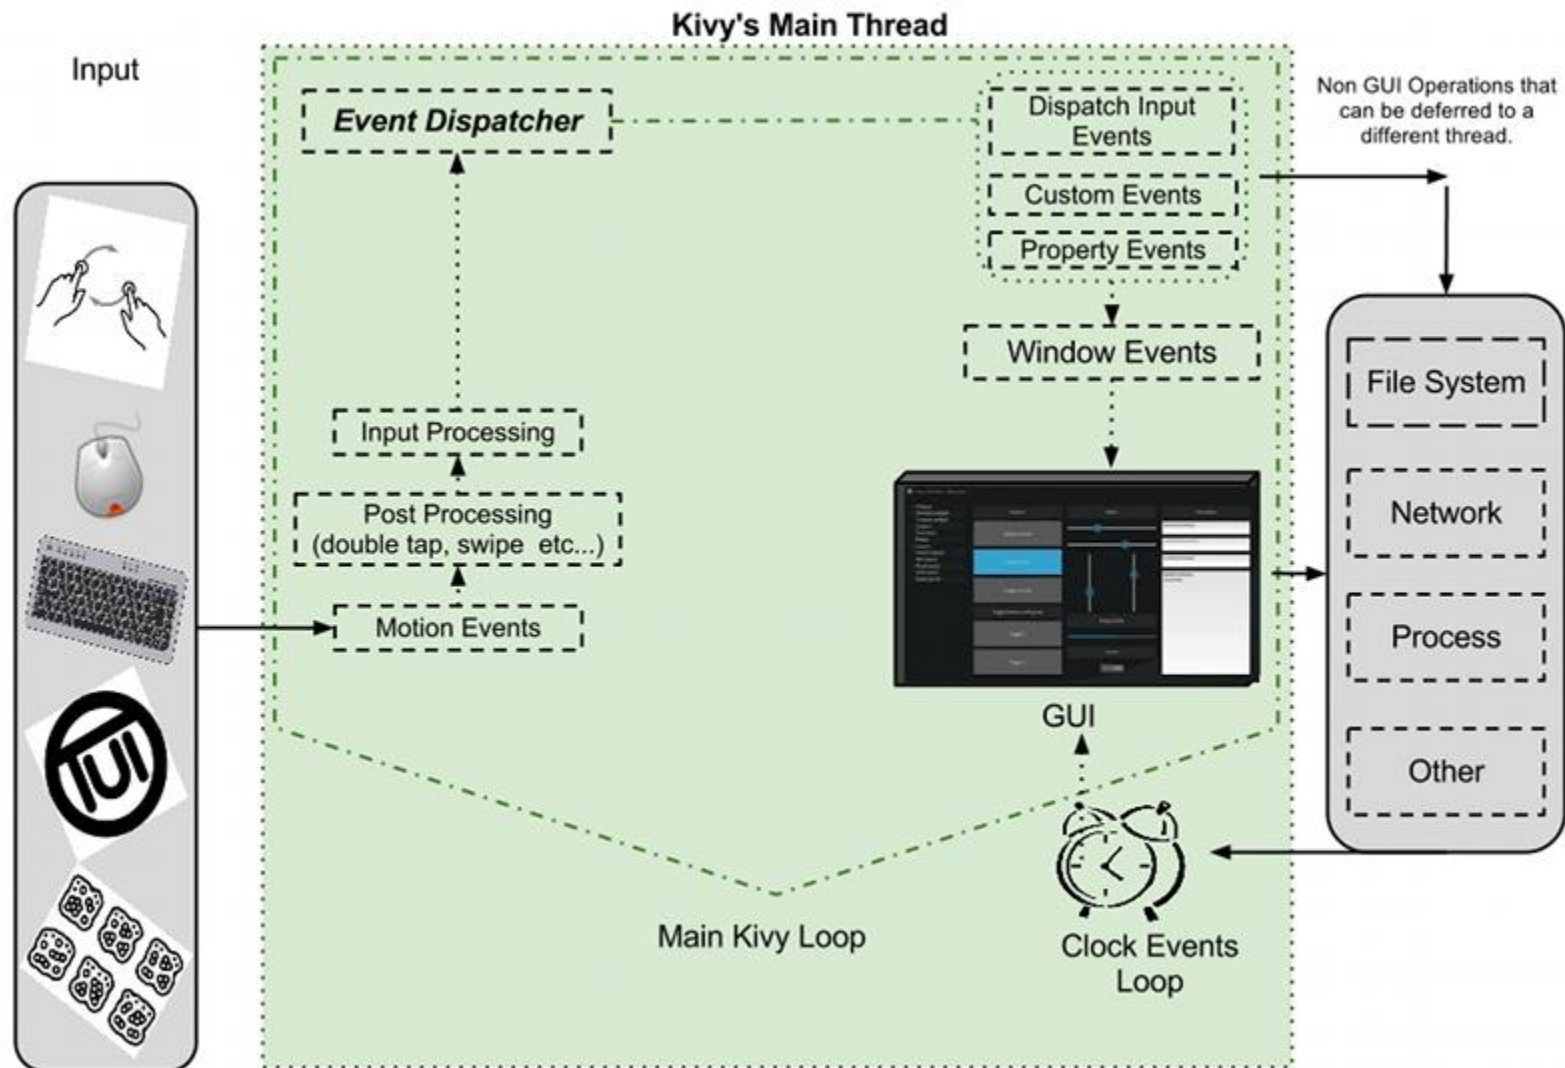 Kivy's Main Thread
Input
Event Dispatcher
Dispatch Input
Events
Custom Events
Property Events
Non GUI Operations that
can be deferred to a
different thread.
Window Events
Input Processing
Post Processing
(double tap, swipe etc...)
Motion Events
TUI
GUI
File System
Network
Process
Other
Main Kivy Loop
Clock Events
Loop